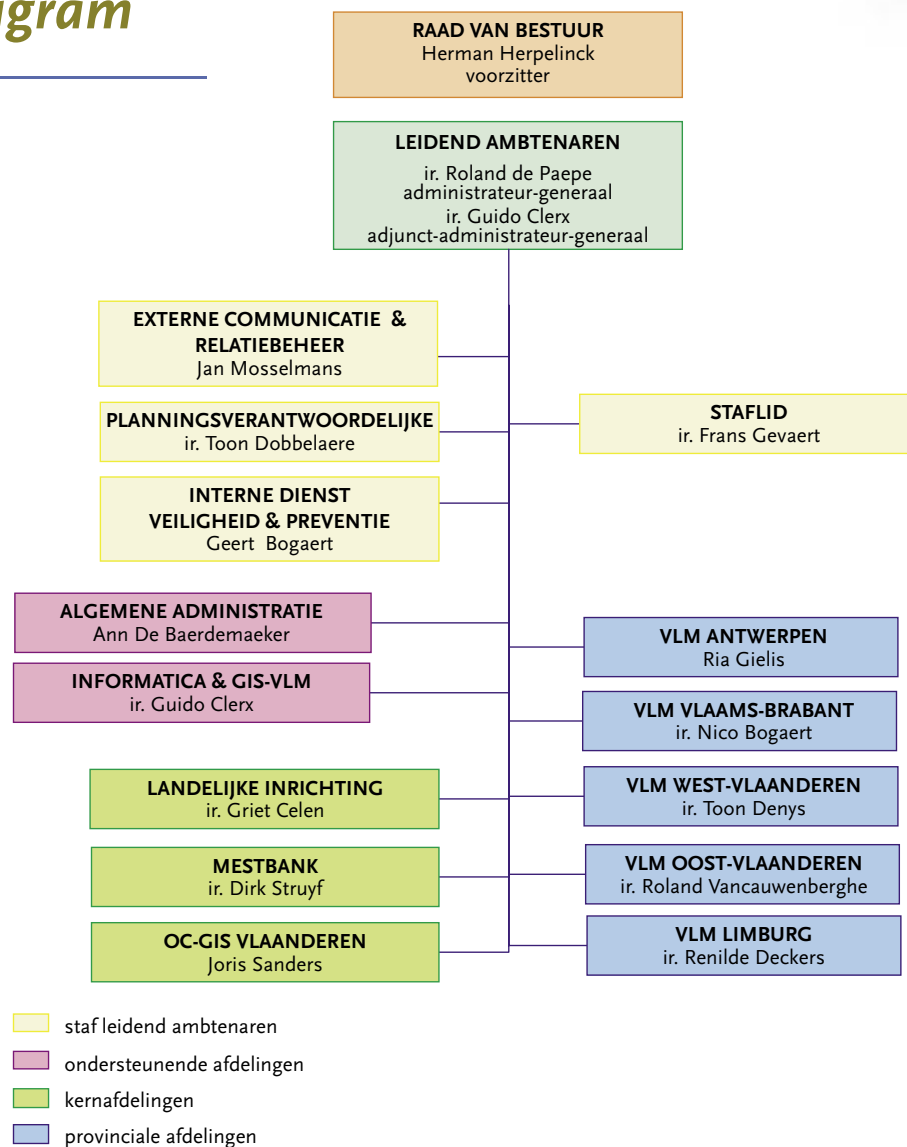 RAAD VAN BESTUUR
Herman Herpelinck
voorzitter
LEIDEND AMBTENAREN
ir. Roland de Paepe
administrateur-generaal
ir. Guido Clerx
adjunct-administrateur-generaal
EXTERNE COMMUNICATIE &
RELATIEBEHEER
Jan Mosselmans
PLANNINGSVERANTWOORDELIJKE
ir. Toon Dobbelaere
STAFLID
ir. Frans Gevaert
INTERNE DIENST
VEILIGHEID & PREVENTIE
Geert Bogaert
ALGEMENE ADMINISTRATIE
Ann De Baerdemaeker
INFORMATICA & GIS-VLM
ir. Guido Clerx
VLM ANTWERPEN
Ria Gielis
VLM VLAAMS-BRABANT
ir. Nico Bogaert
LANDELIJKE INRICHTING
ir. Griet Celen
VLM WEST-VLAANDEREN
ir. Toon Denys
MESTBANK
ir. Dirk Struyf
VLM OOST-VLAANDEREN
ir. Roland Vancauwenberghe
OC-GIS VLAANDEREN
Joris Sanders
VLM LIMBURG
ir. Renilde Deckers
staf leidend ambtenaren
ondersteunende afdelingen
kernafdelingen
provinciale afdelingen